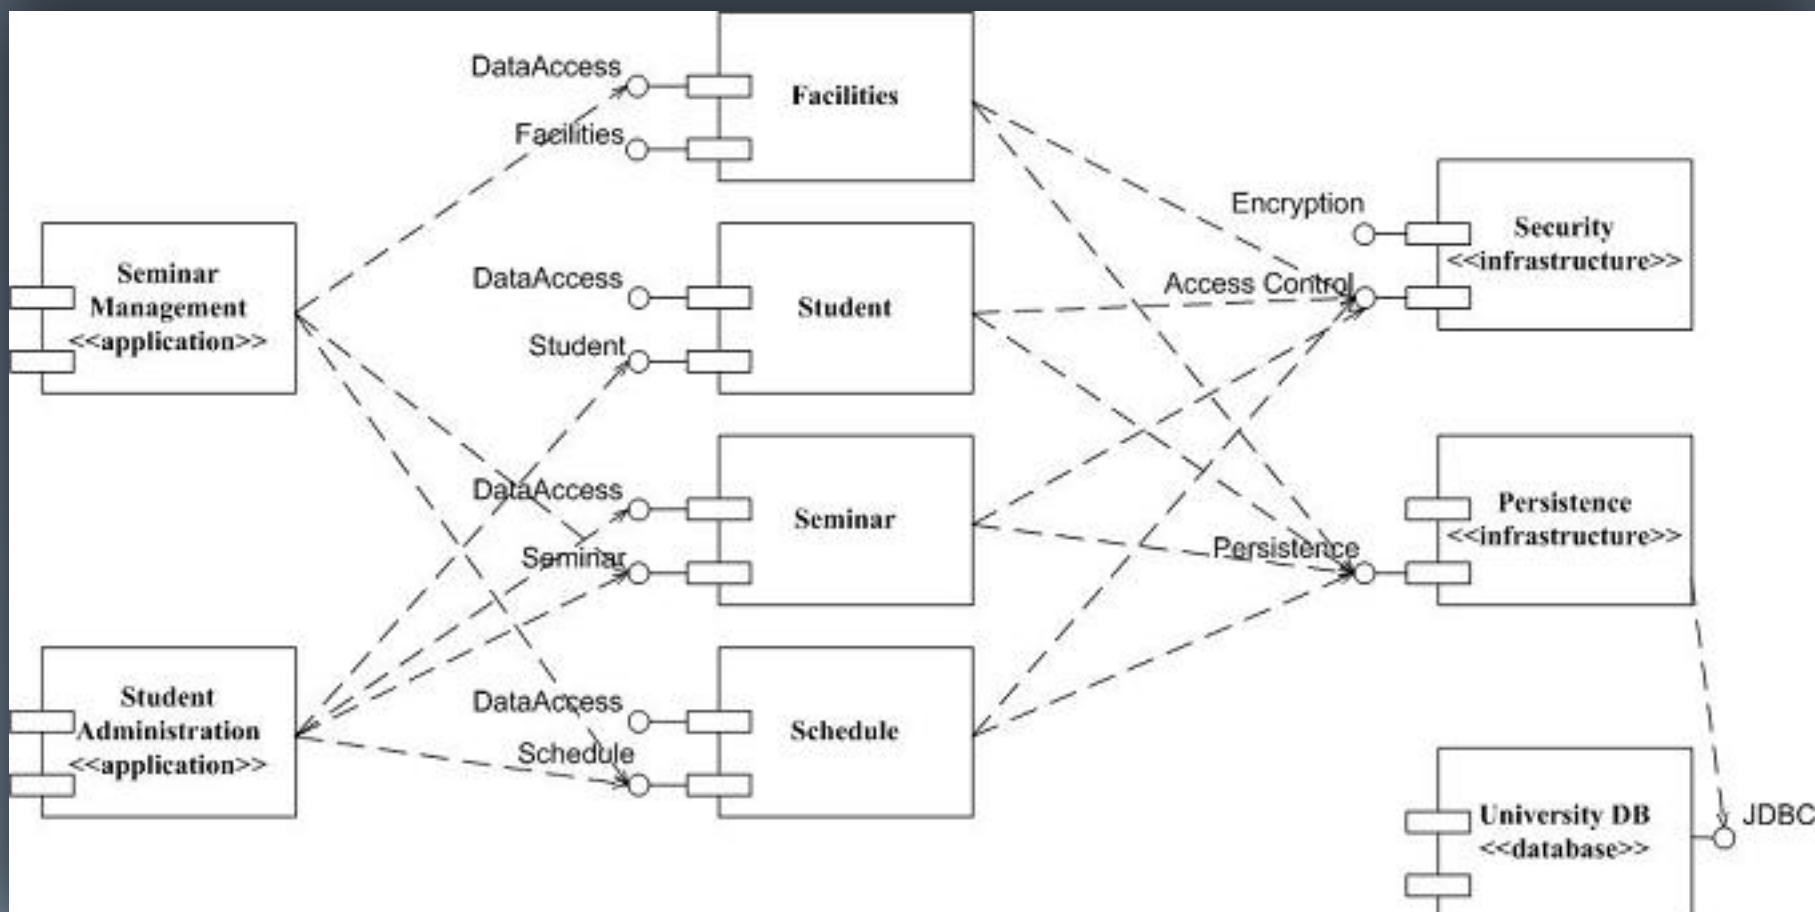 DataAccess
Facilities
Facilities
Encryption
Security
<<infrastructure>>
Access Control
Seminar
Management
<<application>>
DataAccess
Student
Student
DataAccess
Seminar
Seminar
Persistence
Persistence
<<infrastructure>>
Student
Administration
<<application>>
DataAccess
Schedule
Schedule
University DB
<<database>>
JDBC